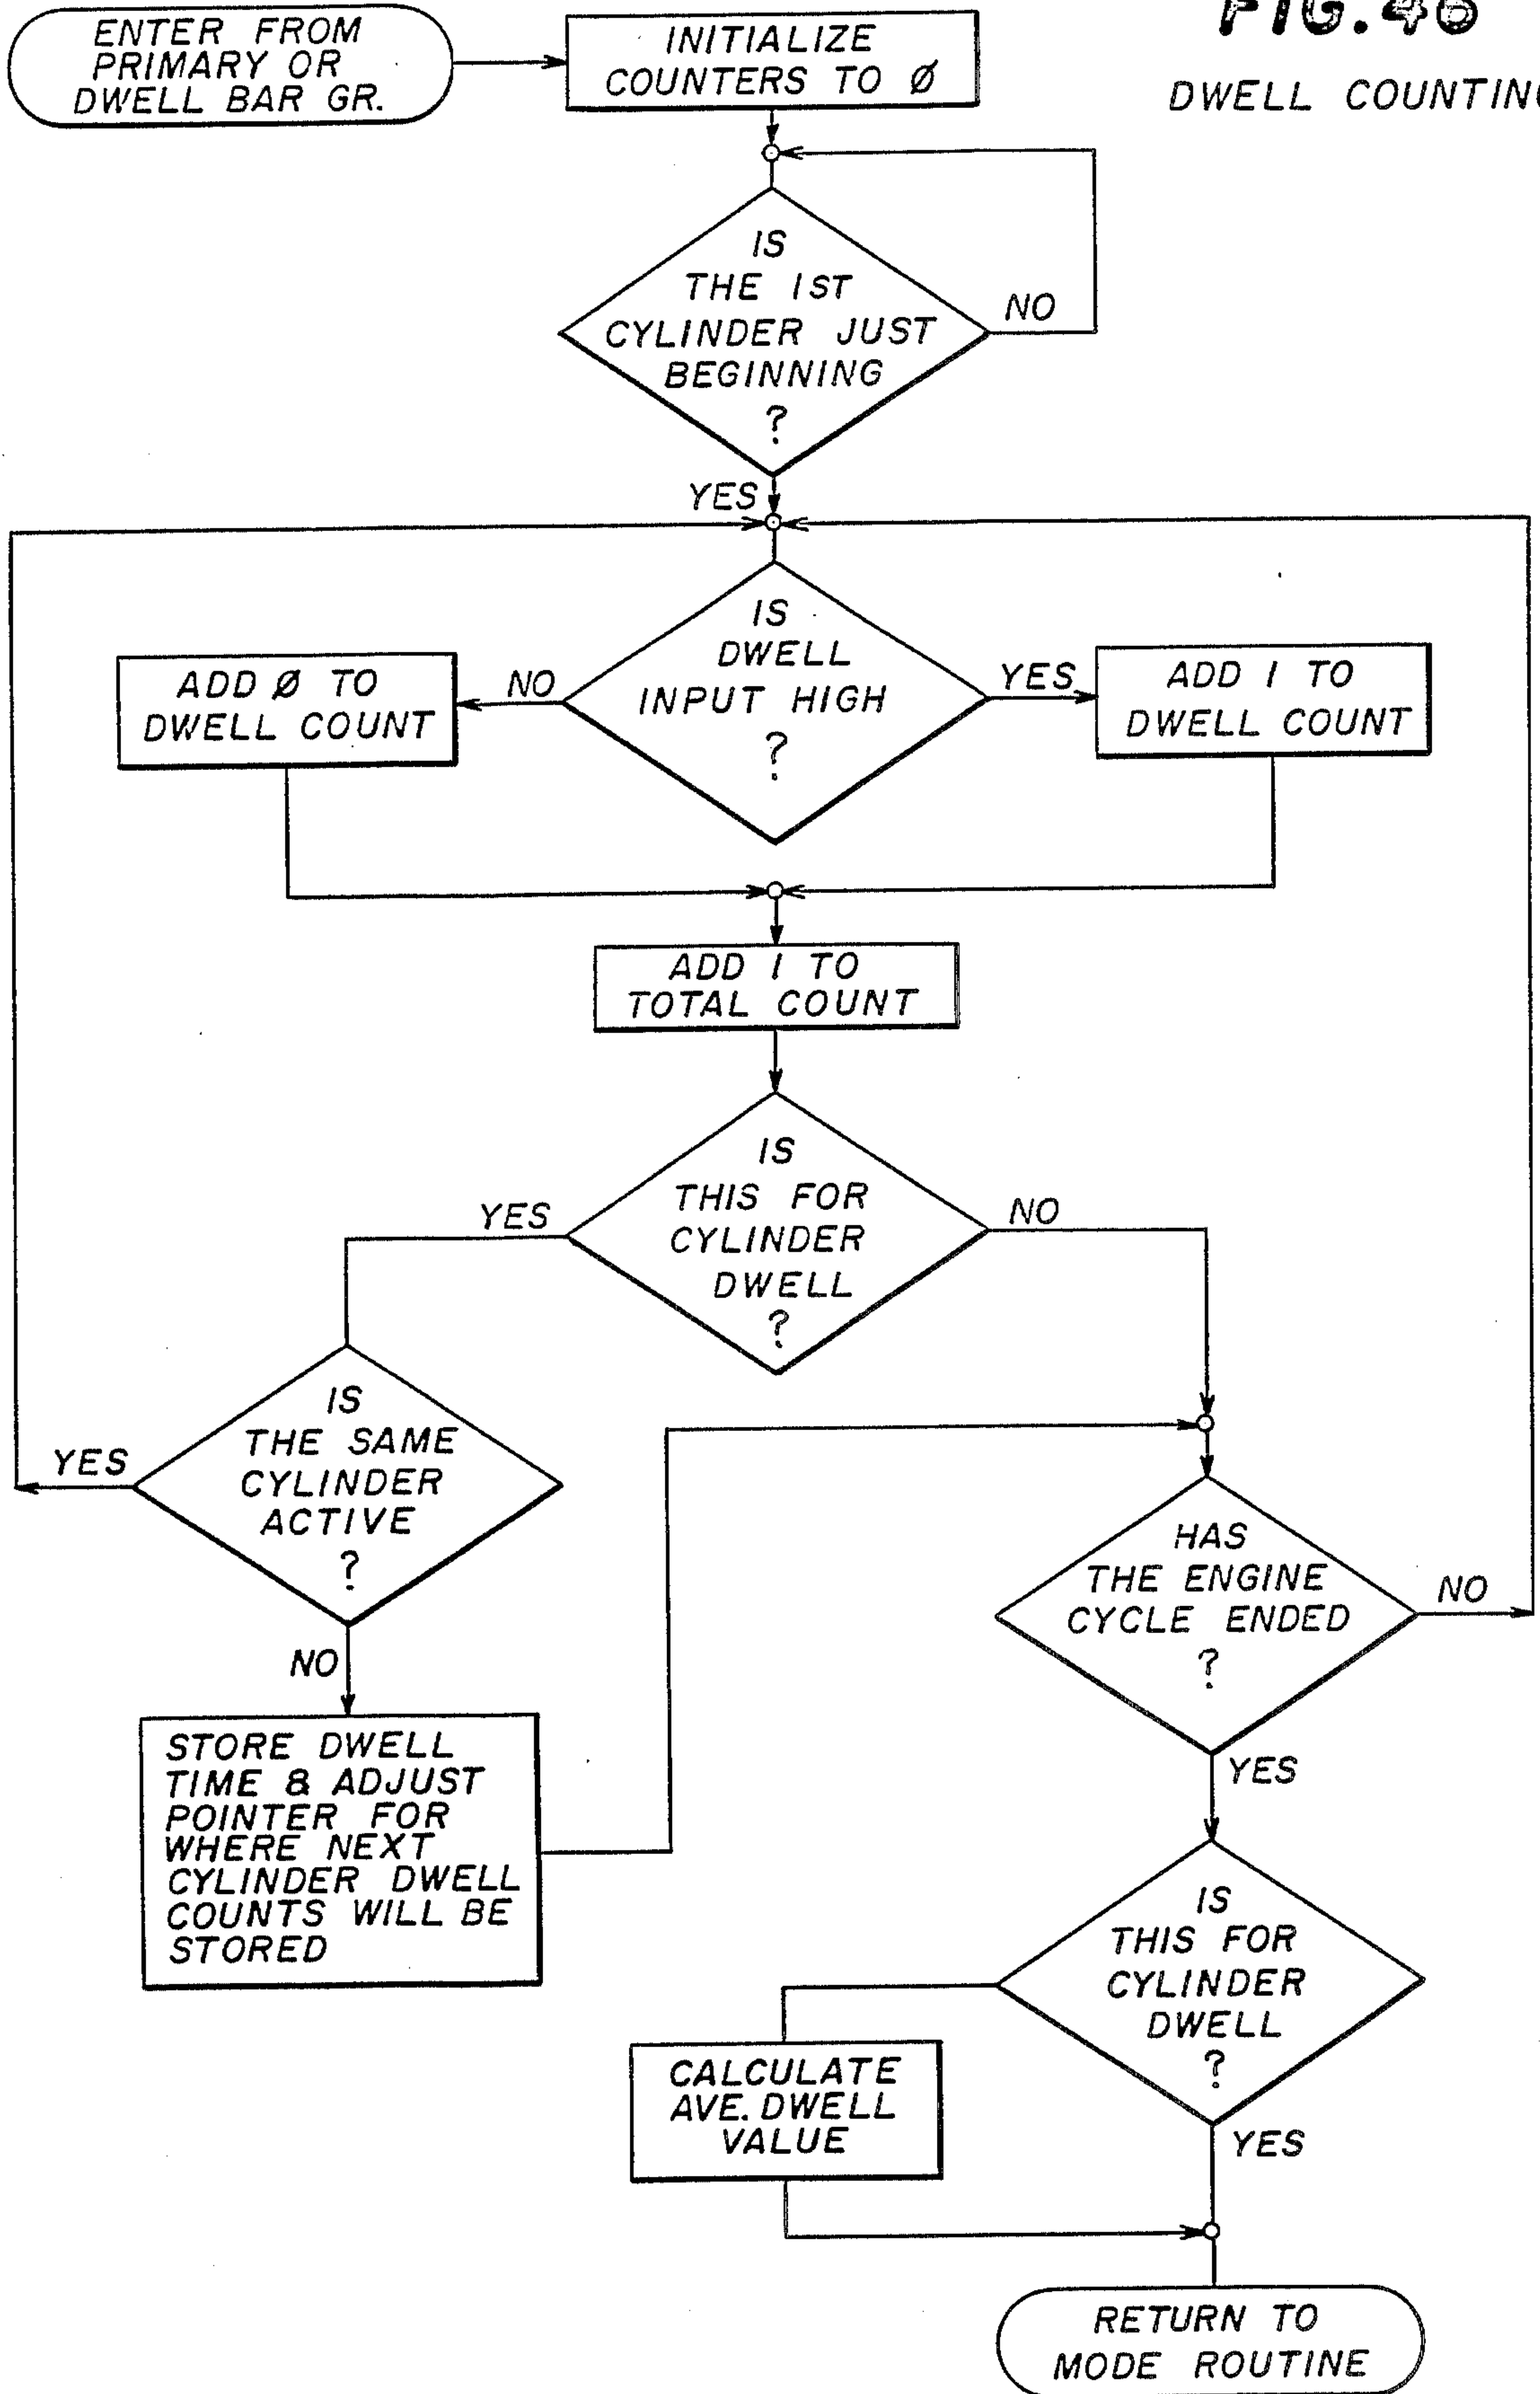 ENTER FROM
PRIMARY OR
DWELL BAR GR.
INITIALIZE
COUNTERS TO Ø
FIG.46
DWELL COUNTING
IS
THE 1ST
CYLINDER JUST
BEGINNING
?
NO
YES
IS
DWELL
INPUT HIGH
?
NO
YES
ADD Ø TO
DWELL COUNT
ADD 1 TO
DWELL COUNT
ADD 1 TO
TOTAL COUNT
IS
THIS FOR
CYLINDER
DWELL
?
YES
NO
IS
THE SAME
CYLINDER
ACTIVE
?
YES
NO
HAS
THE ENGINE
CYCLE ENDED
?
NO
YES
STORE DWELL
TIME & ADJUST
POINTER FOR
WHERE NEXT
CYLINDER DWELL
COUNTS WILL BE
STORED
IS
THIS FOR
CYLINDER
DWELL
?
YES
CALCULATE
AVE. DWELL
VALUE
RETURN TO
MODE ROUTINE